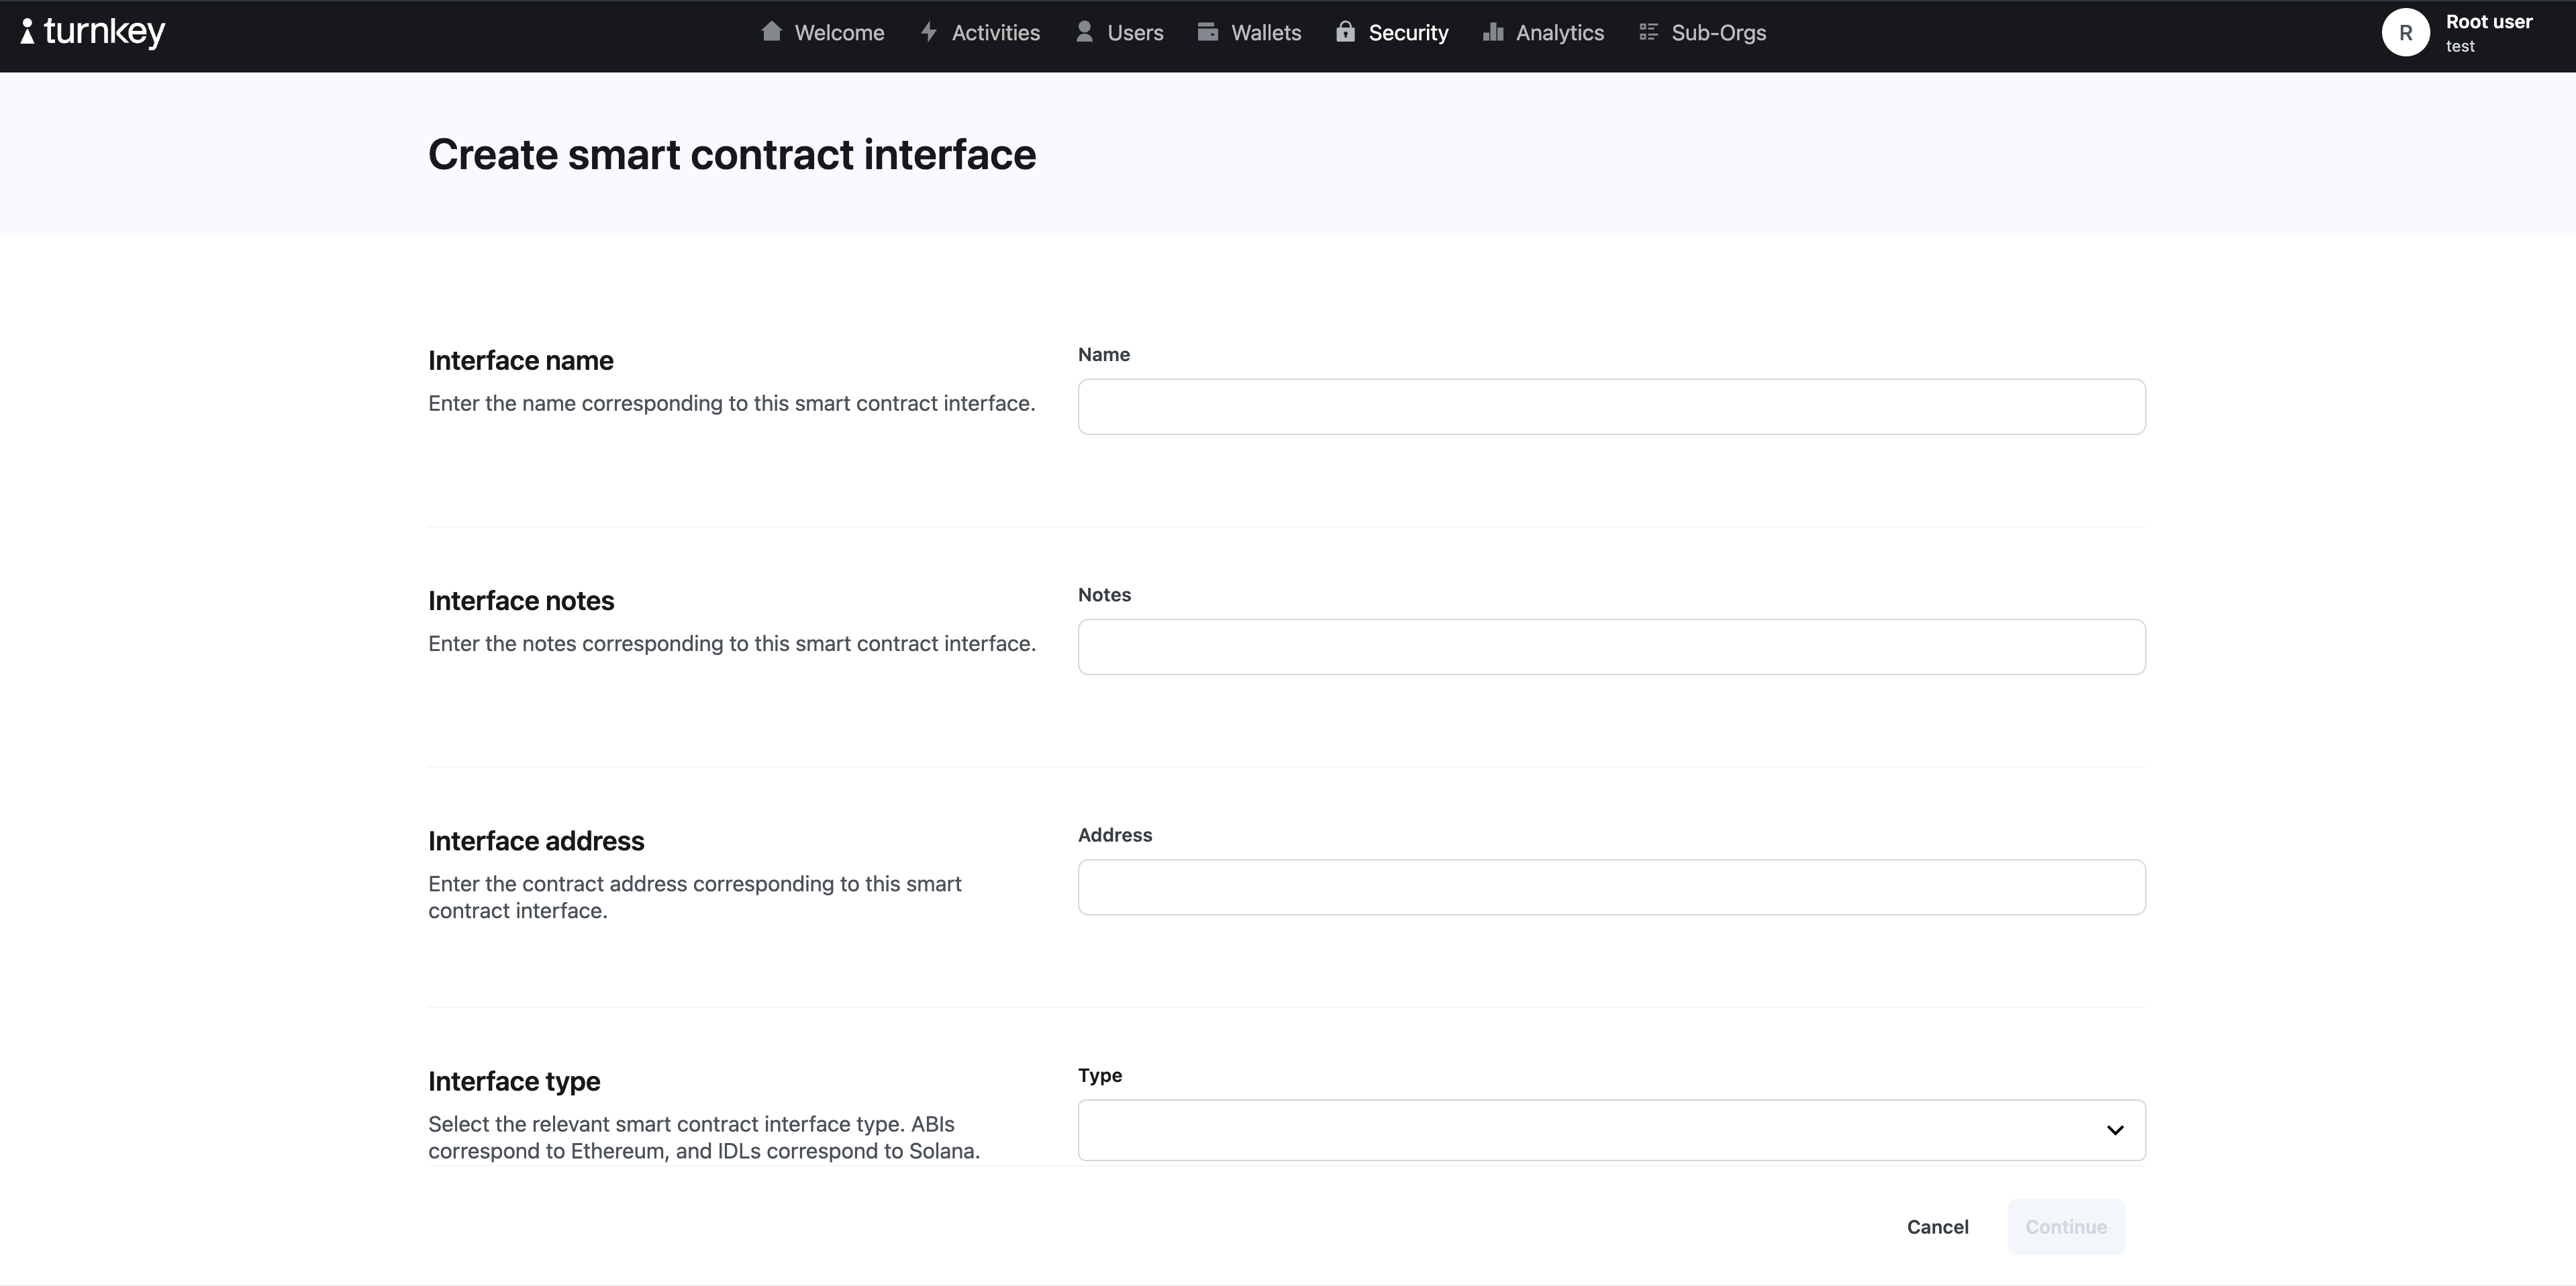 turnkey
Welcome
Activities
Users
Wallets
Security
Analytics
Sub-Orgs
R
Root user
test
Create smart contract interface
Interface name
Enter the name corresponding to this smart contract interface.
Name
Interface notes
Enter the notes corresponding to this smart contract interface.
Notes
Interface address
Enter the contract address corresponding to this smart
contract interface.
Address
Interface type
Select the relevant smart contract interface type. ABIs
correspond to Ethereum, and IDLs correspond to Solana.
Type
Cancel
Continue